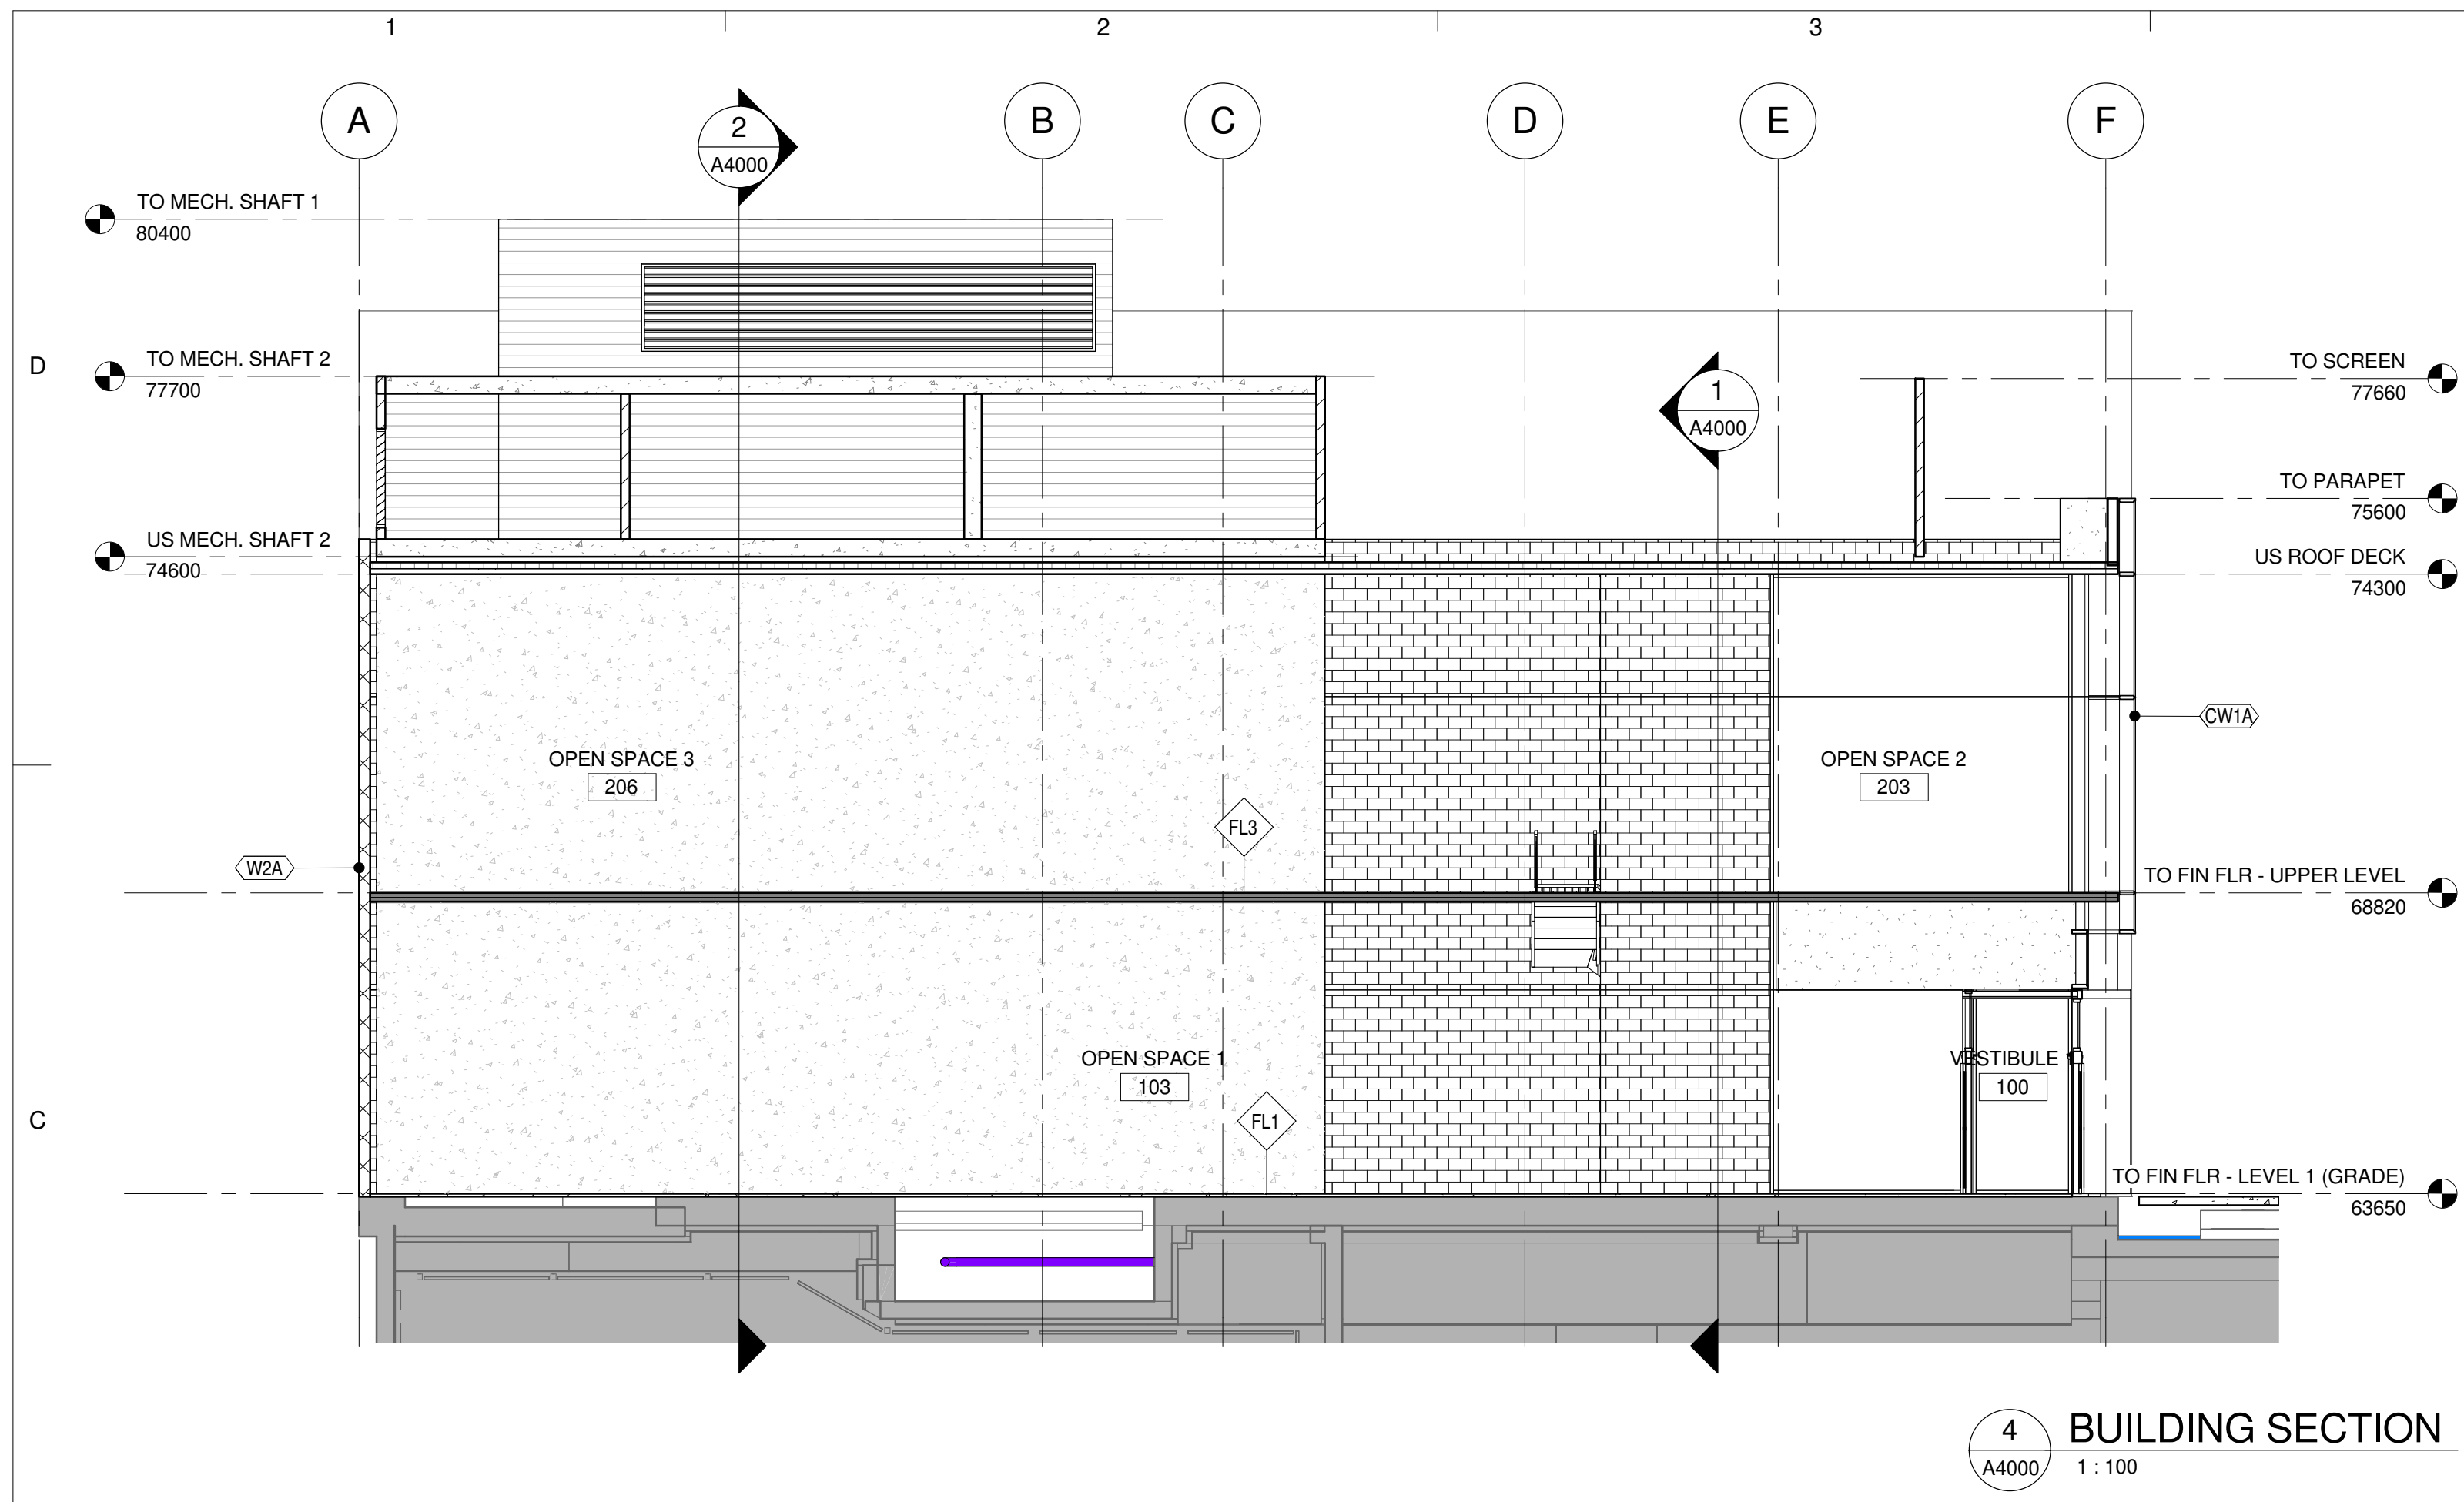 1 2 3
A B C D E F
2
A4000
TO MECH. SHAFT 1
80400
D
TO MECH. SHAFT 2
77700
TO SCREEN
77660
1
A4000
TO PARAPET
75600
US MECH. SHAFT 2
74600
US ROOF DECK
74300
CW1A
OPEN SPACE 3
206
OPEN SPACE 2
203
FL3
W2A
TO FIN FLR - UPPER LEVEL
68820
OPEN SPACE 1
103
VESTIBULE
100
FL1
C
TO FIN FLR - LEVEL 1 (GRADE)
63650
4
A4000
BUILDING SECTION
1 : 100